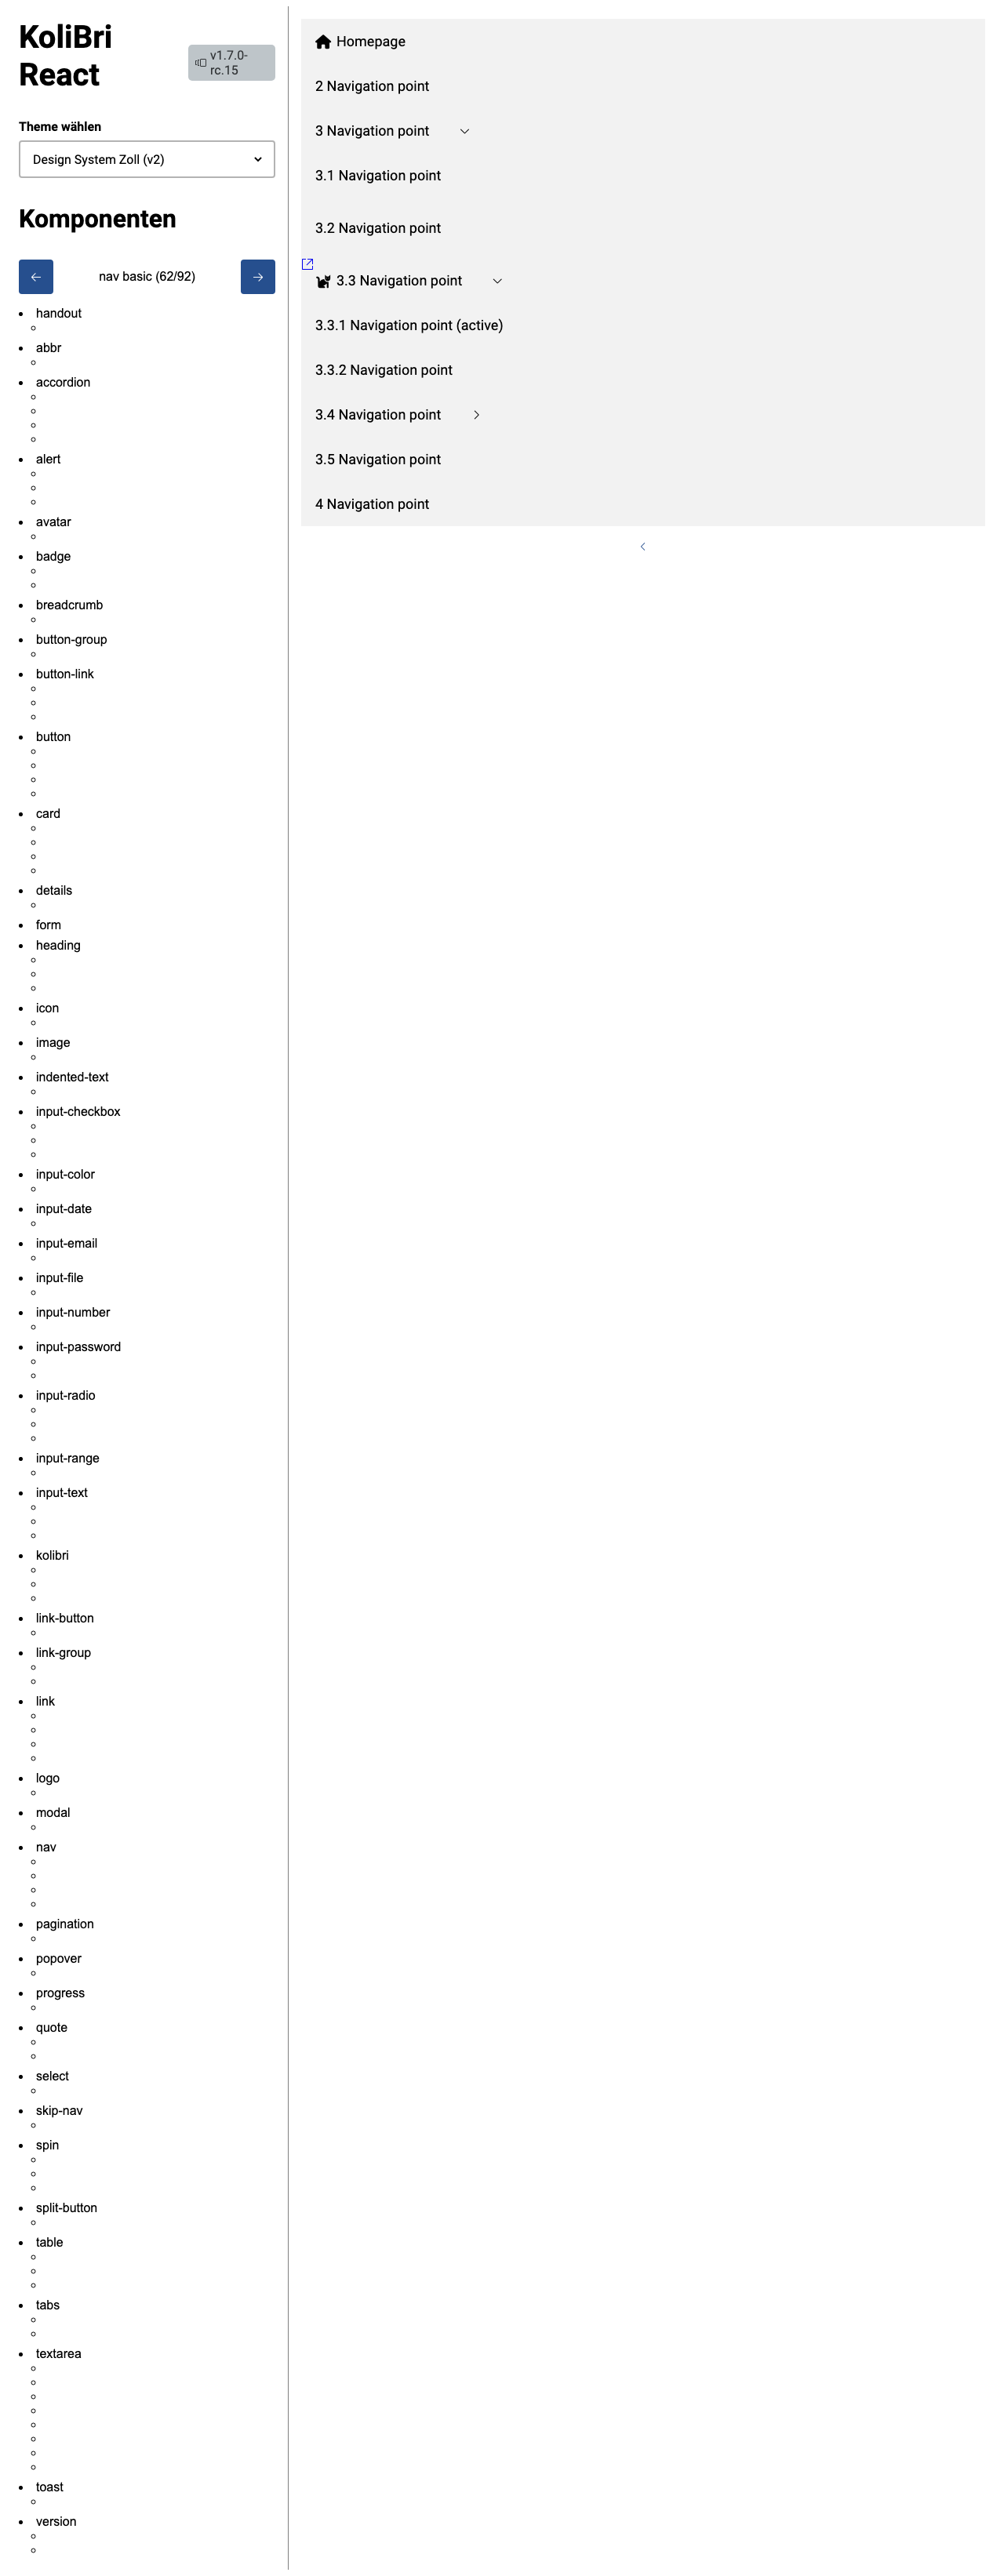 KoliBri
React
v1.7.0-
rc.15
Theme wählen
Design System Zoll (v2)
Komponenten
nav basic (62/92)
handout
abbr
accordion
alert
avatar
badge
breadcrumb
button-group
button-link
button
card
details
form
heading
icon
image
indented-text
input-checkbox
input-color
input-date
input-email
input-file
input-number
input-password
input-radio
input-range
input-text
kolibri
link-button
link-group
link
logo
modal
nav
pagination
popover
progress
quote
select
skip-nav
spin
split-button
table
tabs
textarea
toast
version
Homepage
2 Navigation point
3 Navigation point
3.1 Navigation point
3.2 Navigation point
3.3 Navigation point
3.3.1 Navigation point (active)
3.3.2 Navigation point
3.4 Navigation point
3.5 Navigation point
4 Navigation point